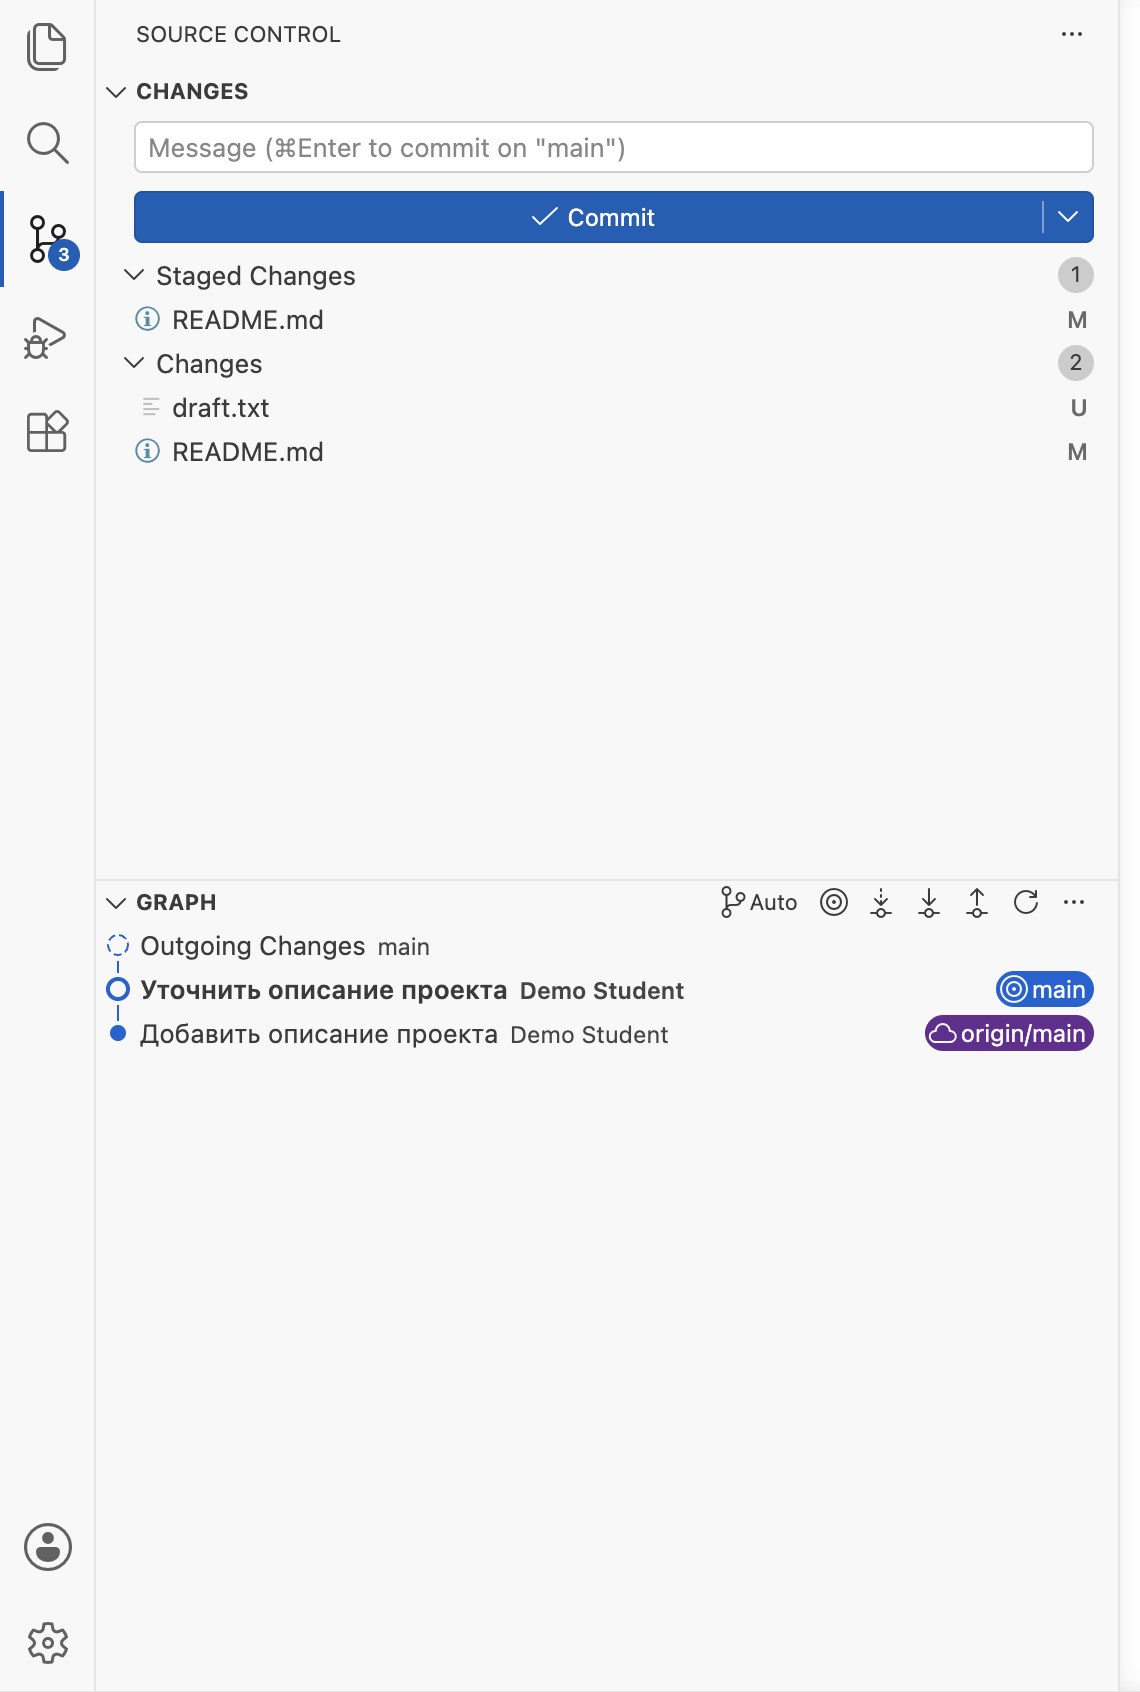 SOURCE CONTROL
CHANGES
Message (⌘Enter to commit on "main")
Commit
3
Staged Changes 1
README.md M
Changes 2
draft.txt U
README.md M
GRAPH Auto
Outgoing Changes main
Уточнить описание проекта Demo Student main
Добавить описание проекта Demo Student origin/main